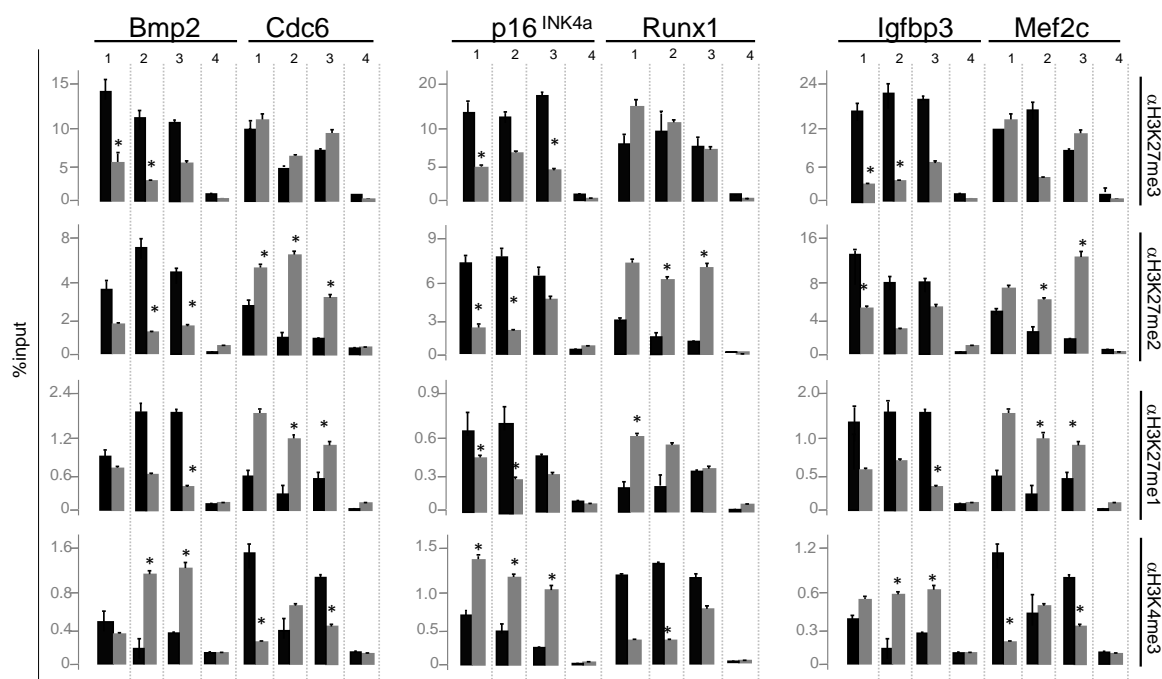 Bmp2 Cdc6 p16 INK4a Runx1 Igfbp3 Mef2c
1 2 3 4 1 2 3 4 1 2 3 4 1 2 3 4 1 2 3 4 1 2 3 4
15 10 5 0
20 10 5 0
24 12 6 0
* * * * * *
αH3K27me3
8 4 2 0
9 6 3 0
16 8 4 0
* * * * * * * * * * * *
αH3K27me2
2.4 1.2 0.6 0
0.9 0.6 0.3 0
2.0 1.0 0.5 0
* * * * * * * * *
αH3K27me1
1.6 0.8 0.4 0
1.5 1.0 0.5 0
1.2 0.6 0.3 0
* * * * * * * * * * * *
αH3K4me3
%input